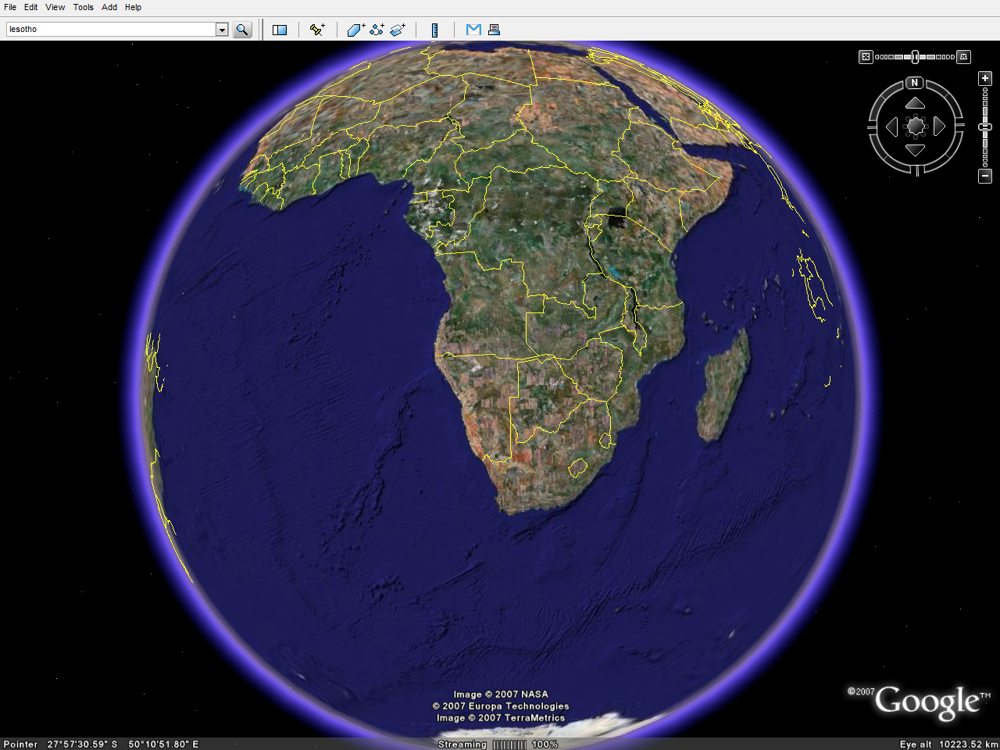 File Edit View Tools Add Help
lesotho
N
Image © 2007 NASA
© 2007 Europa Technologies
Image © 2007 TerraMetrics
©2007 Google™
Pointer 27°57'30.59" S 50°10'51.80" E Streaming |||||||||| 100% Eye alt 10223.52 km